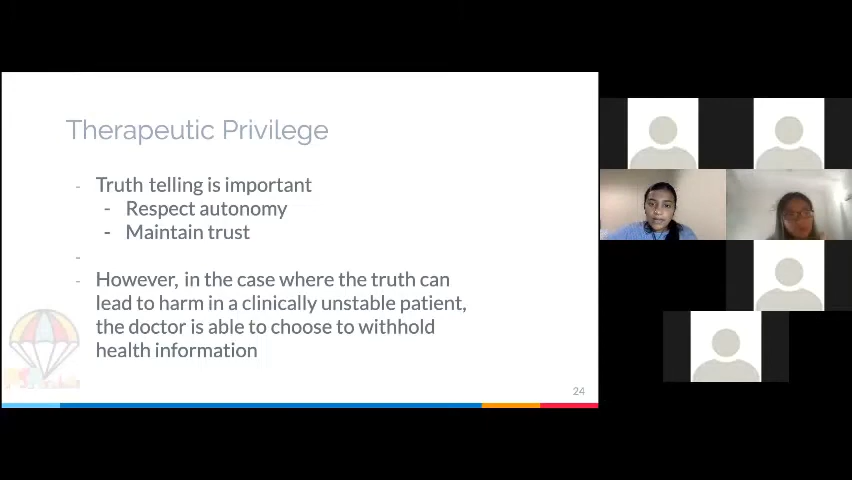 Therapeutic Privilege
- Truth telling is important
- Respect autonomy
- Maintain trust
-
- However, in the case where the truth can
lead to harm in a clinically unstable patient,
the doctor is able to choose to withhold
health information
24